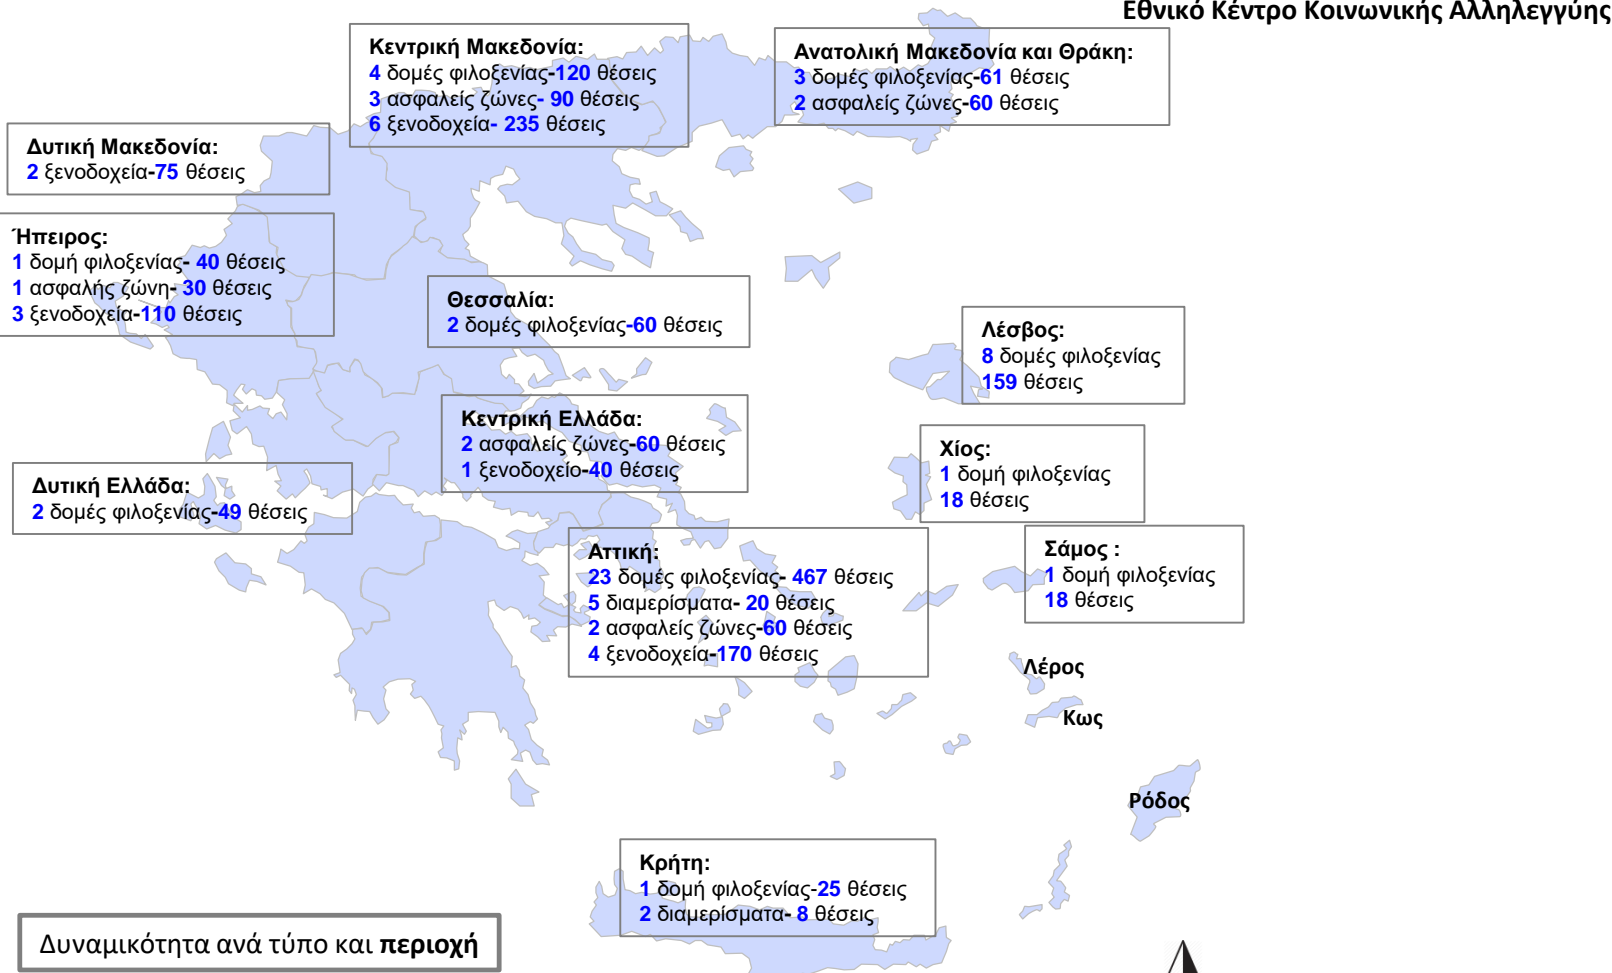 Εθνικό Κέντρο Κοινωνικής Αλληλεγγύης
Κεντρική Μακεδονία:
4 δομές φιλοξενίας-120 θέσεις
3 ασφαλείς ζώνες- 90 θέσεις
6 ξενοδοχεία- 235 θέσεις
Ανατολική Μακεδονία και Θράκη:
3 δομές φιλοξενίας-61 θέσεις
2 ασφαλείς ζώνες-60 θέσεις
Δυτική Μακεδονία:
2 ξενοδοχεία-75 θέσεις
Ήπειρος:
1 δομή φιλοξενίας- 40 θέσεις
1 ασφαλής ζώνη- 30 θέσεις
3 ξενοδοχεία-110 θέσεις
Θεσσαλία:
2 δομές φιλοξενίας-60 θέσεις
Λέσβος:
8 δομές φιλοξενίας
159 θέσεις
Κεντρική Ελλάδα:
2 ασφαλείς ζώνες-60 θέσεις
1 ξενοδοχείο-40 θέσεις
Χίος:
1 δομή φιλοξενίας
18 θέσεις
Δυτική Ελλάδα:
2 δομές φιλοξενίας-49 θέσεις
Αττική:
23 δομές φιλοξενίας- 467 θέσεις
5 διαμερίσματα- 20 θέσεις
2 ασφαλείς ζώνες-60 θέσεις
4 ξενοδοχεία-170 θέσεις
Σάμος :
1 δομή φιλοξενίας
18 θέσεις
Λέρος
Κως
Ρόδος
Κρήτη:
1 δομή φιλοξενίας-25 θέσεις
2 διαμερίσματα- 8 θέσεις
Δυναμικότητα ανά τύπο και περιοχή